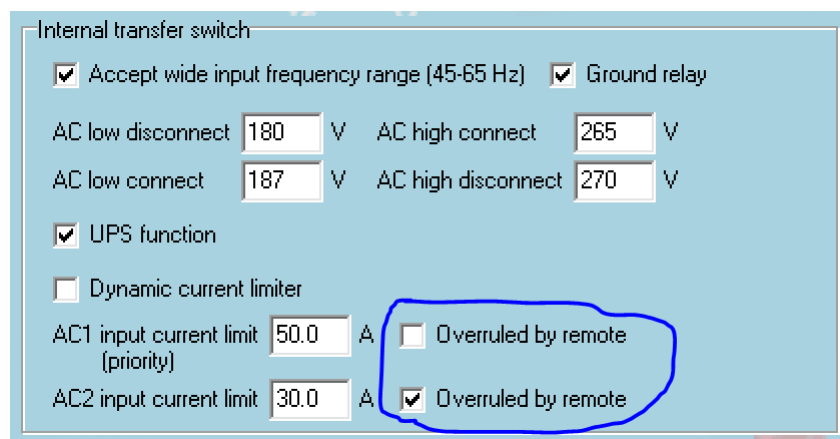 Internal transfer switch
Accept wide input frequency range (45-65 Hz) Ground relay
AC low disconnect 180 V AC high connect 265 V
AC low connect 187 V AC high disconnect 270 V
UPS function
Dynamic current limiter
AC1 input current limit 50.0 A Overruled by remote
(priority)
AC2 input current limit 30.0 A Overruled by remote